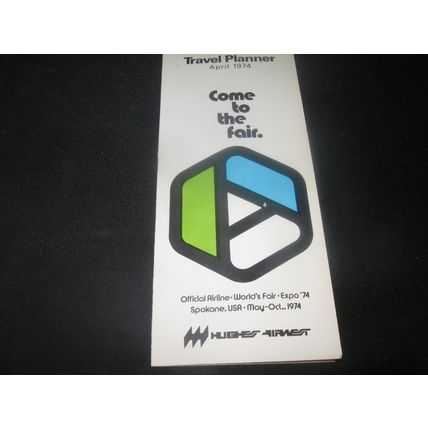 Travel Planner
April 1974
Come
to
the
fair.
Official Airline • World's Fair • Expo '74
Spokane, USA • May-Oct., 1974
HUGHES AIRWEST